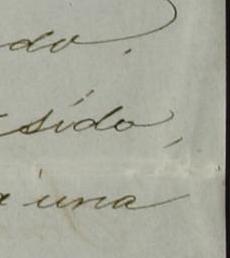 do.
sido,
a una